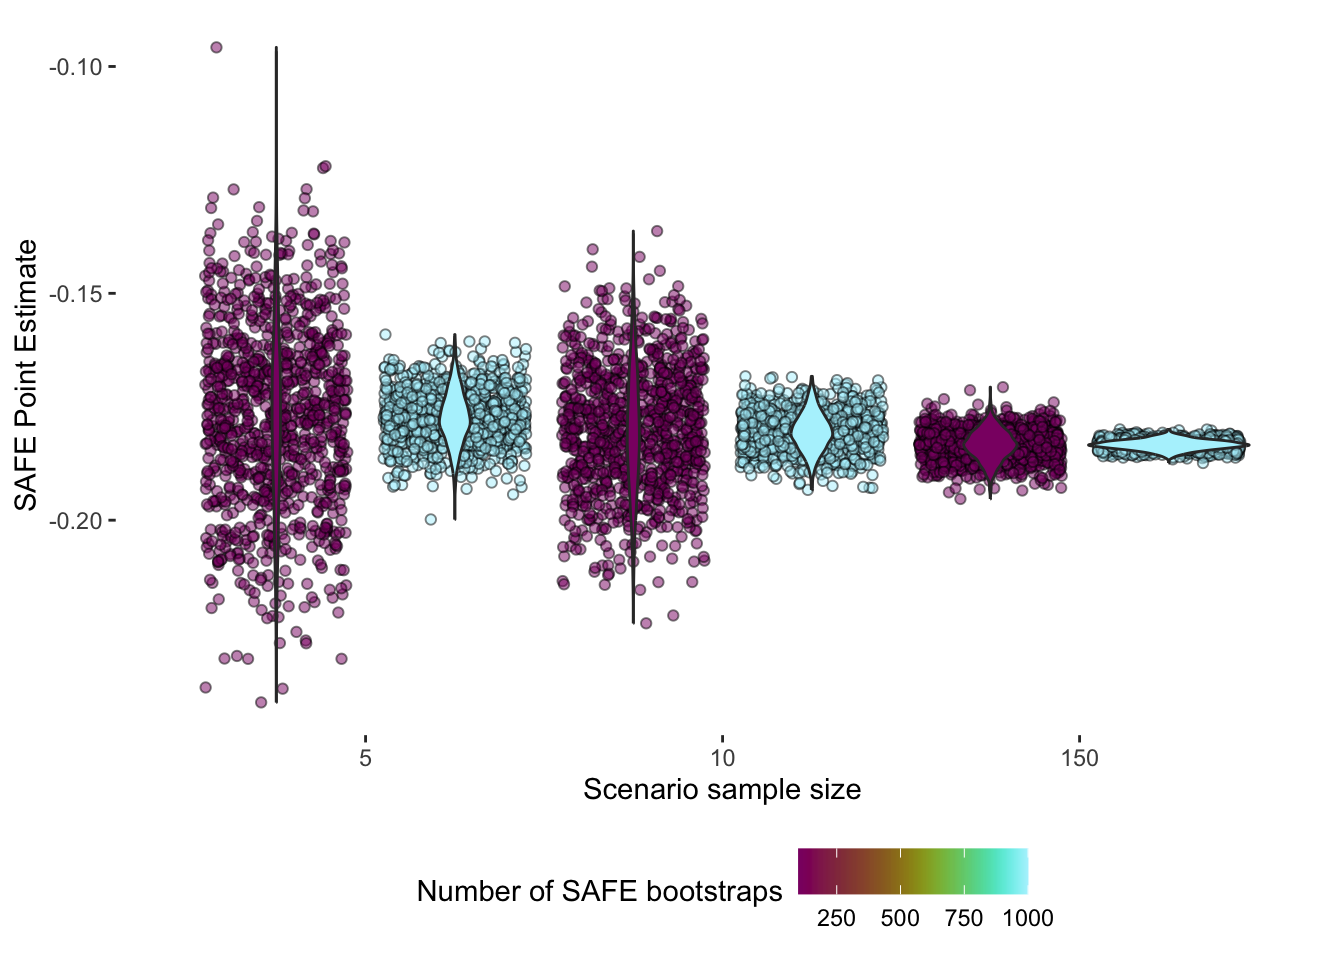 SAFE Point Estimate
-0.10
-0.15
-0.20
5 10 150
Scenario sample size
Number of SAFE bootstraps
250 500 750 1000